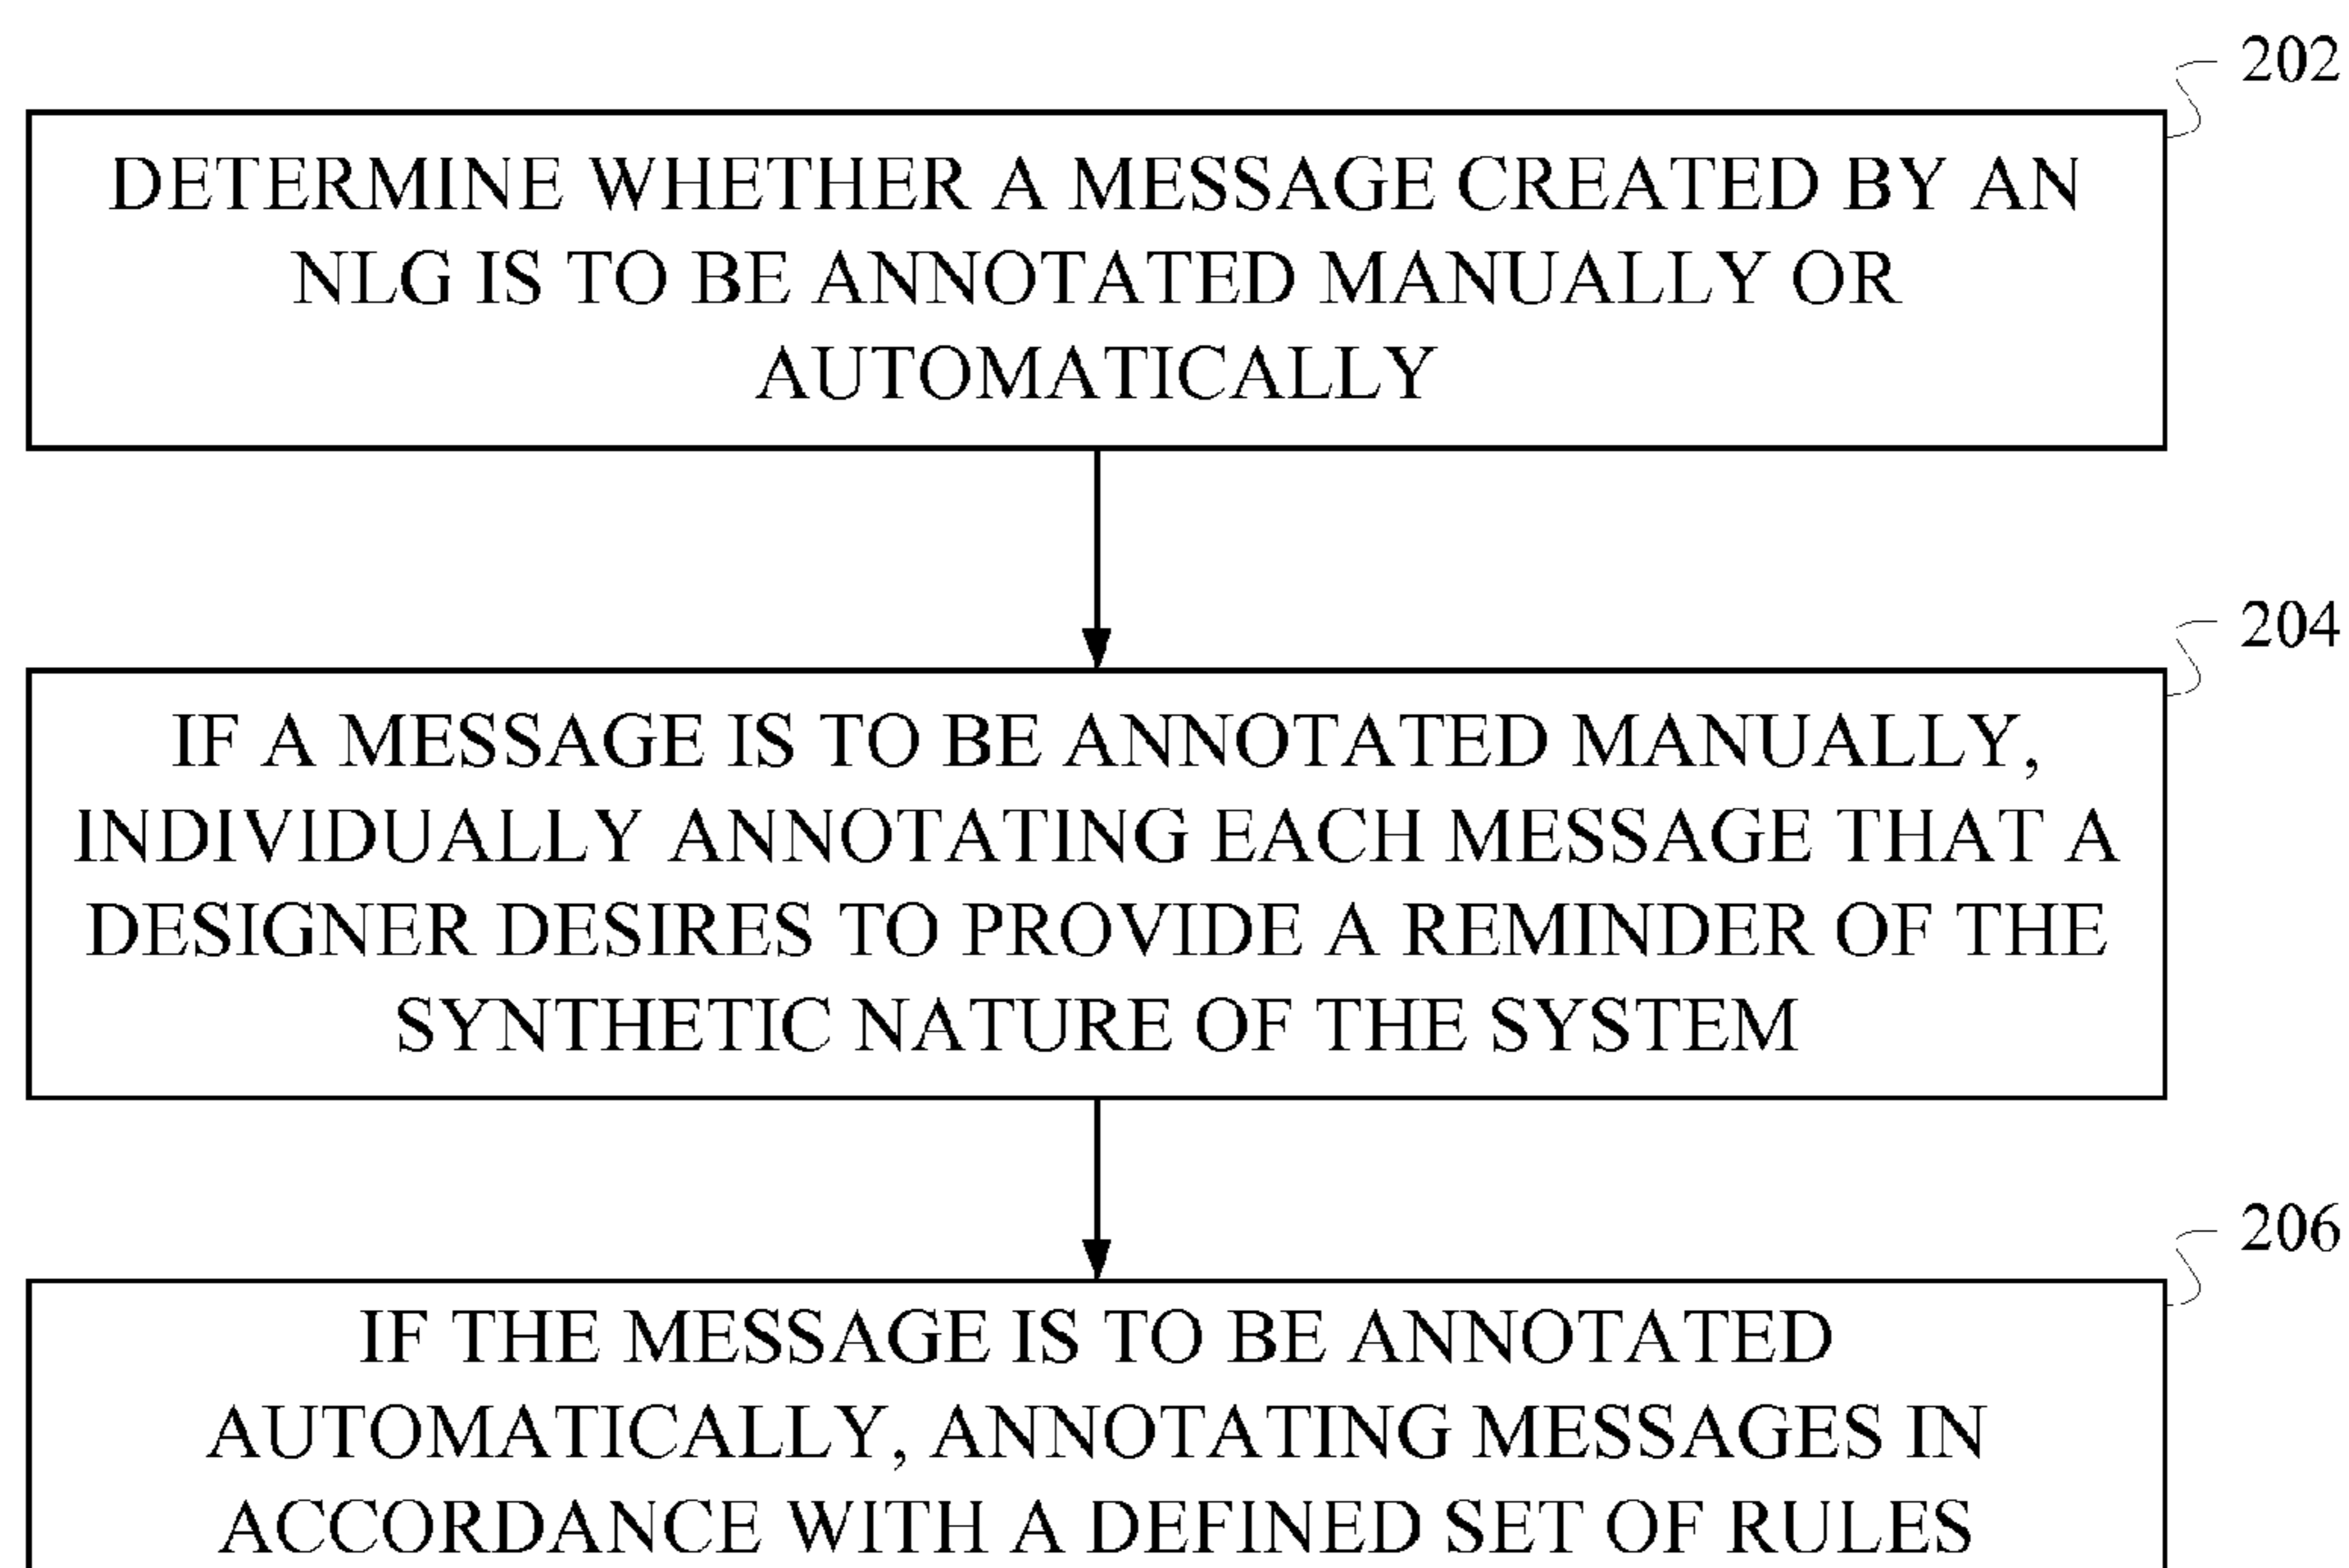 202
DETERMINE WHETHER A MESSAGE CREATED BY AN
NLG IS TO BE ANNOTATED MANUALLY OR
AUTOMATICALLY
204
IF A MESSAGE IS TO BE ANNOTATED MANUALLY,
INDIVIDUALLY ANNOTATING EACH MESSAGE THAT A
DESIGNER DESIRES TO PROVIDE A REMINDER OF THE
SYNTHETIC NATURE OF THE SYSTEM
206
IF THE MESSAGE IS TO BE ANNOTATED
AUTOMATICALLY, ANNOTATING MESSAGES IN
ACCORDANCE WITH A DEFINED SET OF RULES